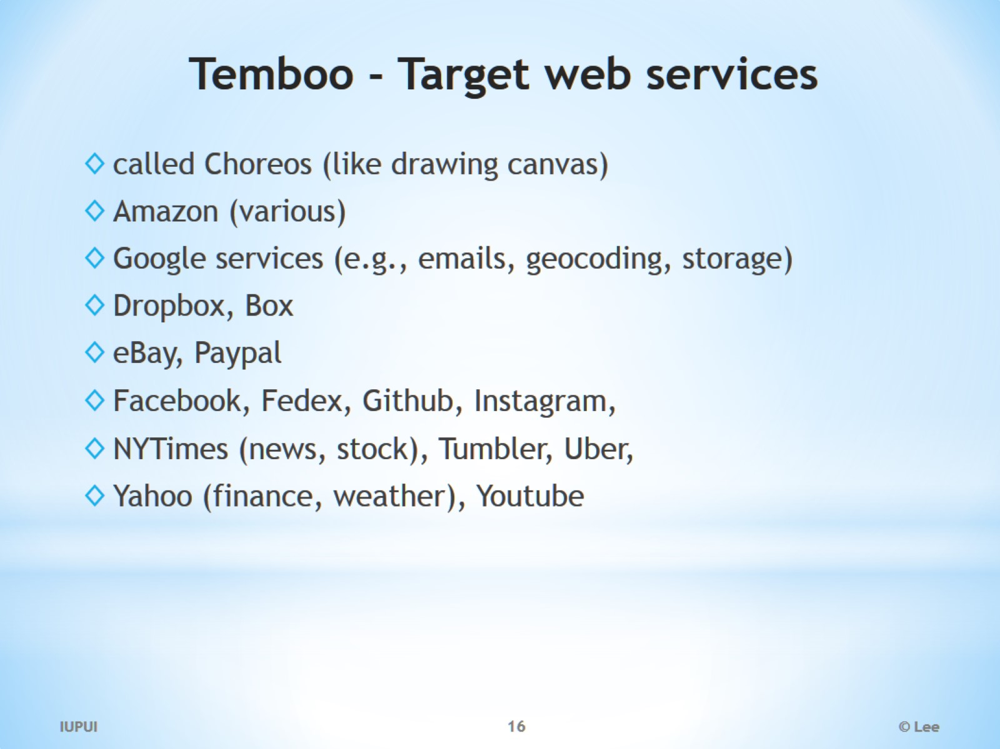 Temboo - Target web services
◇ called Choreos (like drawing canvas)
◇ Amazon (various)
◇ Google services (e.g., emails, geocoding, storage)
◇ Dropbox, Box
◇ eBay, Paypal
◇ Facebook, Fedex, Github, Instagram,
◇ NYTimes (news, stock), Tumbler, Uber,
◇ Yahoo (finance, weather), Youtube
IUPUI 16 © Lee